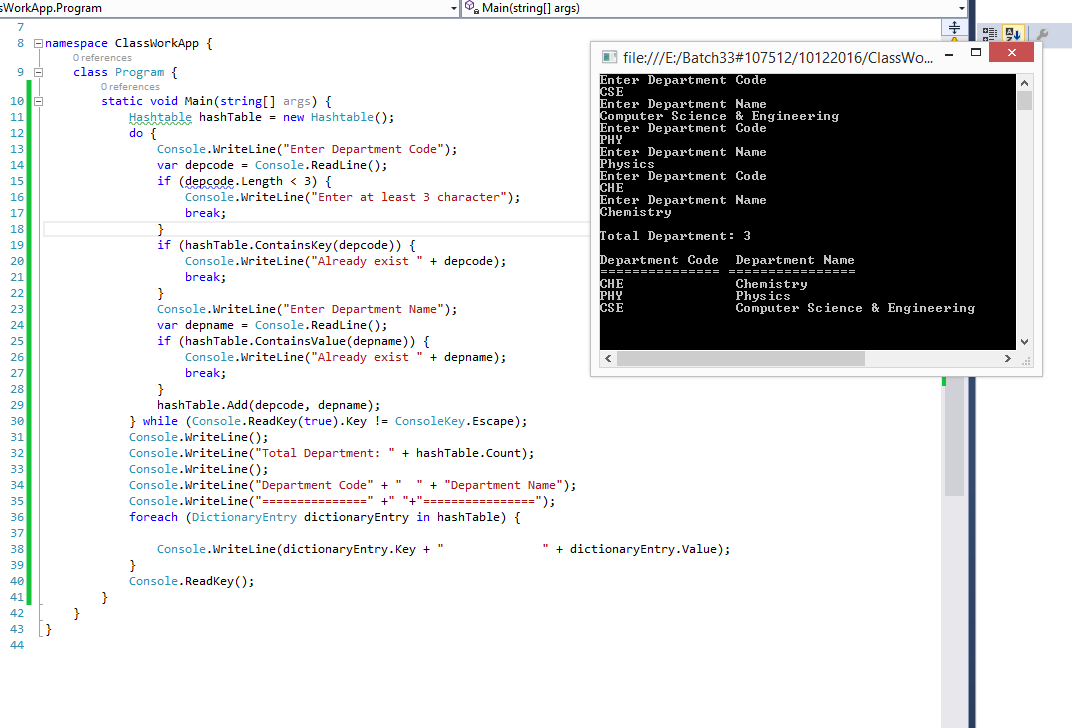 sWorkApp.Program
Main(string[] args)
7
8 namespace ClassWorkApp {
0 references
9 class Program {
0 references
10 static void Main(string[] args) {
11 Hashtable hashTable = new Hashtable();
12 do {
13 Console.WriteLine("Enter Department Code");
14 var depcode = Console.ReadLine();
15 if (depcode.Length < 3) {
16 Console.WriteLine("Enter at least 3 character");
17 break;
18 }
19 if (hashTable.ContainsKey(depcode)) {
20 Console.WriteLine("Already exist " + depcode);
21 break;
22 }
23 Console.WriteLine("Enter Department Name");
24 var depname = Console.ReadLine();
25 if (hashTable.ContainsValue(depname)) {
26 Console.WriteLine("Already exist " + depname);
27 break;
28 }
29 hashTable.Add(depcode, depname);
30 } while (Console.ReadKey(true).Key != ConsoleKey.Escape);
31 Console.WriteLine();
32 Console.WriteLine("Total Department: " + hashTable.Count);
33 Console.WriteLine();
34 Console.WriteLine("Department Code" + "  " + "Department Name");
35 Console.WriteLine("===============" +" "+"================");
36 foreach (DictionaryEntry dictionaryEntry in hashTable) {
37
38 Console.WriteLine(dictionaryEntry.Key + "              " + dictionaryEntry.Value);
39 }
40 Console.ReadKey();
41 }
42 }
43 }
44
file:///E:/Batch33#107512/10122016/ClassWo...
Enter Department Code
CSE
Enter Department Name
Computer Science & Engineering
Enter Department Code
PHY
Enter Department Name
Physics
Enter Department Code
CHE
Enter Department Name
Chemistry
Total Department: 3
Department Code  Department Name
=============== ================
CHE              Chemistry
PHY              Physics
CSE              Computer Science & Engineering